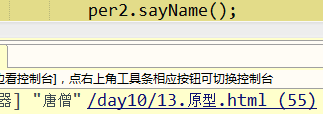 per2.sayName();
边看控制台]，点右上角工具条相应按钮可切换控制台
器] "唐僧" /day10/13.原型.html (55)